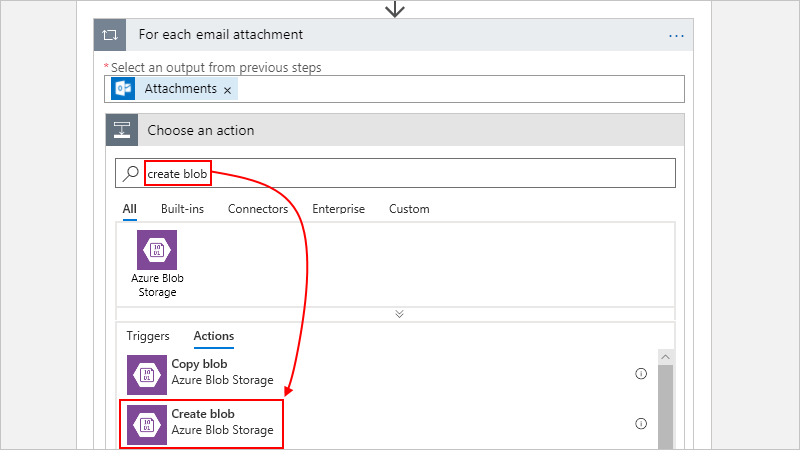 For each email attachment
* Select an output from previous steps
Attachments ×
Choose an action
create blob
All Built-ins Connectors Enterprise Custom
Azure Blob
Storage
Triggers Actions
Copy blob
Azure Blob Storage
Create blob
Azure Blob Storage